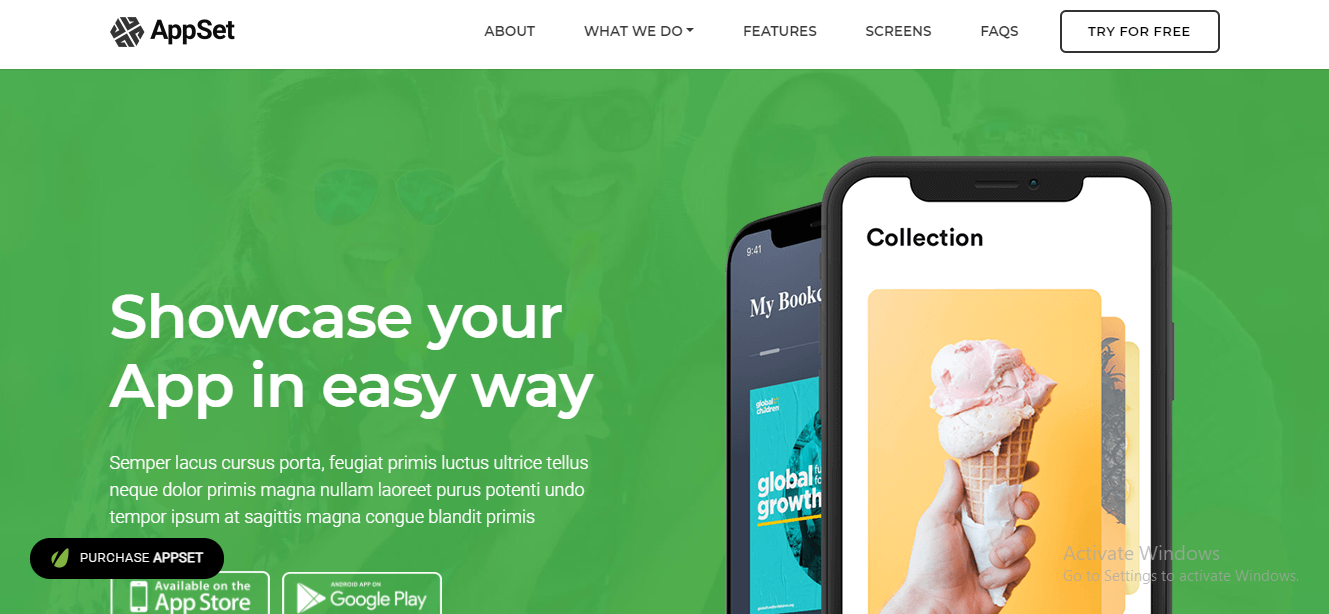 AppSet
ABOUT
WHAT WE DO
FEATURES
SCREENS
FAQS
TRY FOR FREE
Showcase your
App in easy way
Semper lacus cursus porta, feugiat primis luctus ultrice tellus
neque dolor primis magna nullam laoreet purus potenti undo
tempor ipsum at sagittis magna congue blandit primis
PURCHASE APPSET
Available on the
App Store
ANDROID APP ON
Google Play
9:41
My Bookc
global
children
global
growth
fu
fo
Collection
Activate Windows
Go to Settings to activate Windows.